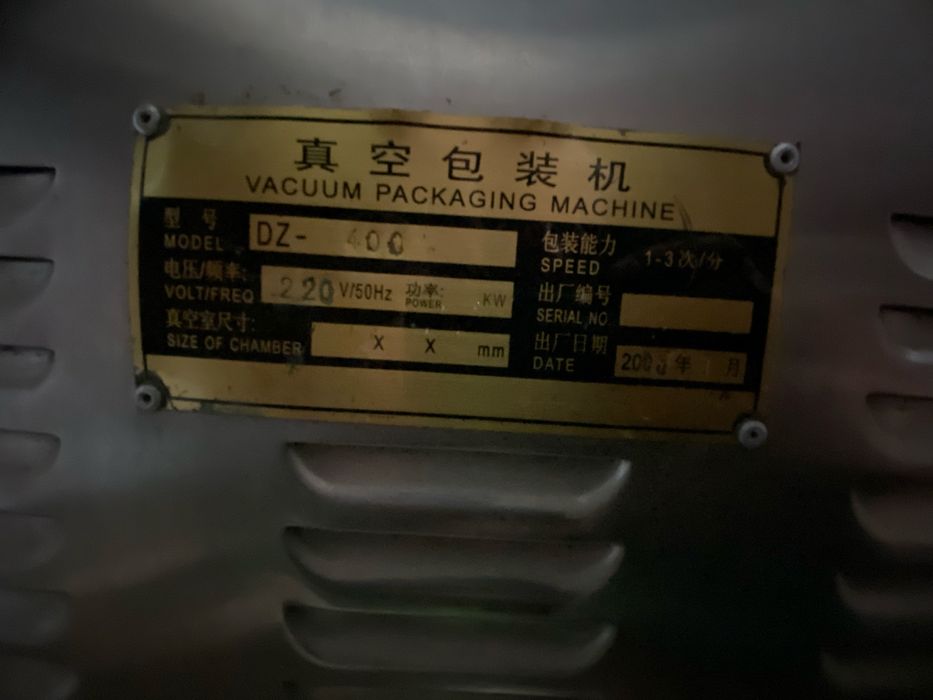 真空包装机
VACUUM PACKAGING MACHINE
型号
MODEL DZ- 400
包装能力
SPEED 1-3次/分
电压/频率:
VOLT/FREQ 220 V/50Hz 功率:
POWER KW
出厂编号
SERIAL NO
真空室尺寸:
SIZE OF CHAMBER X X mm
出厂日期
DATE 年 月